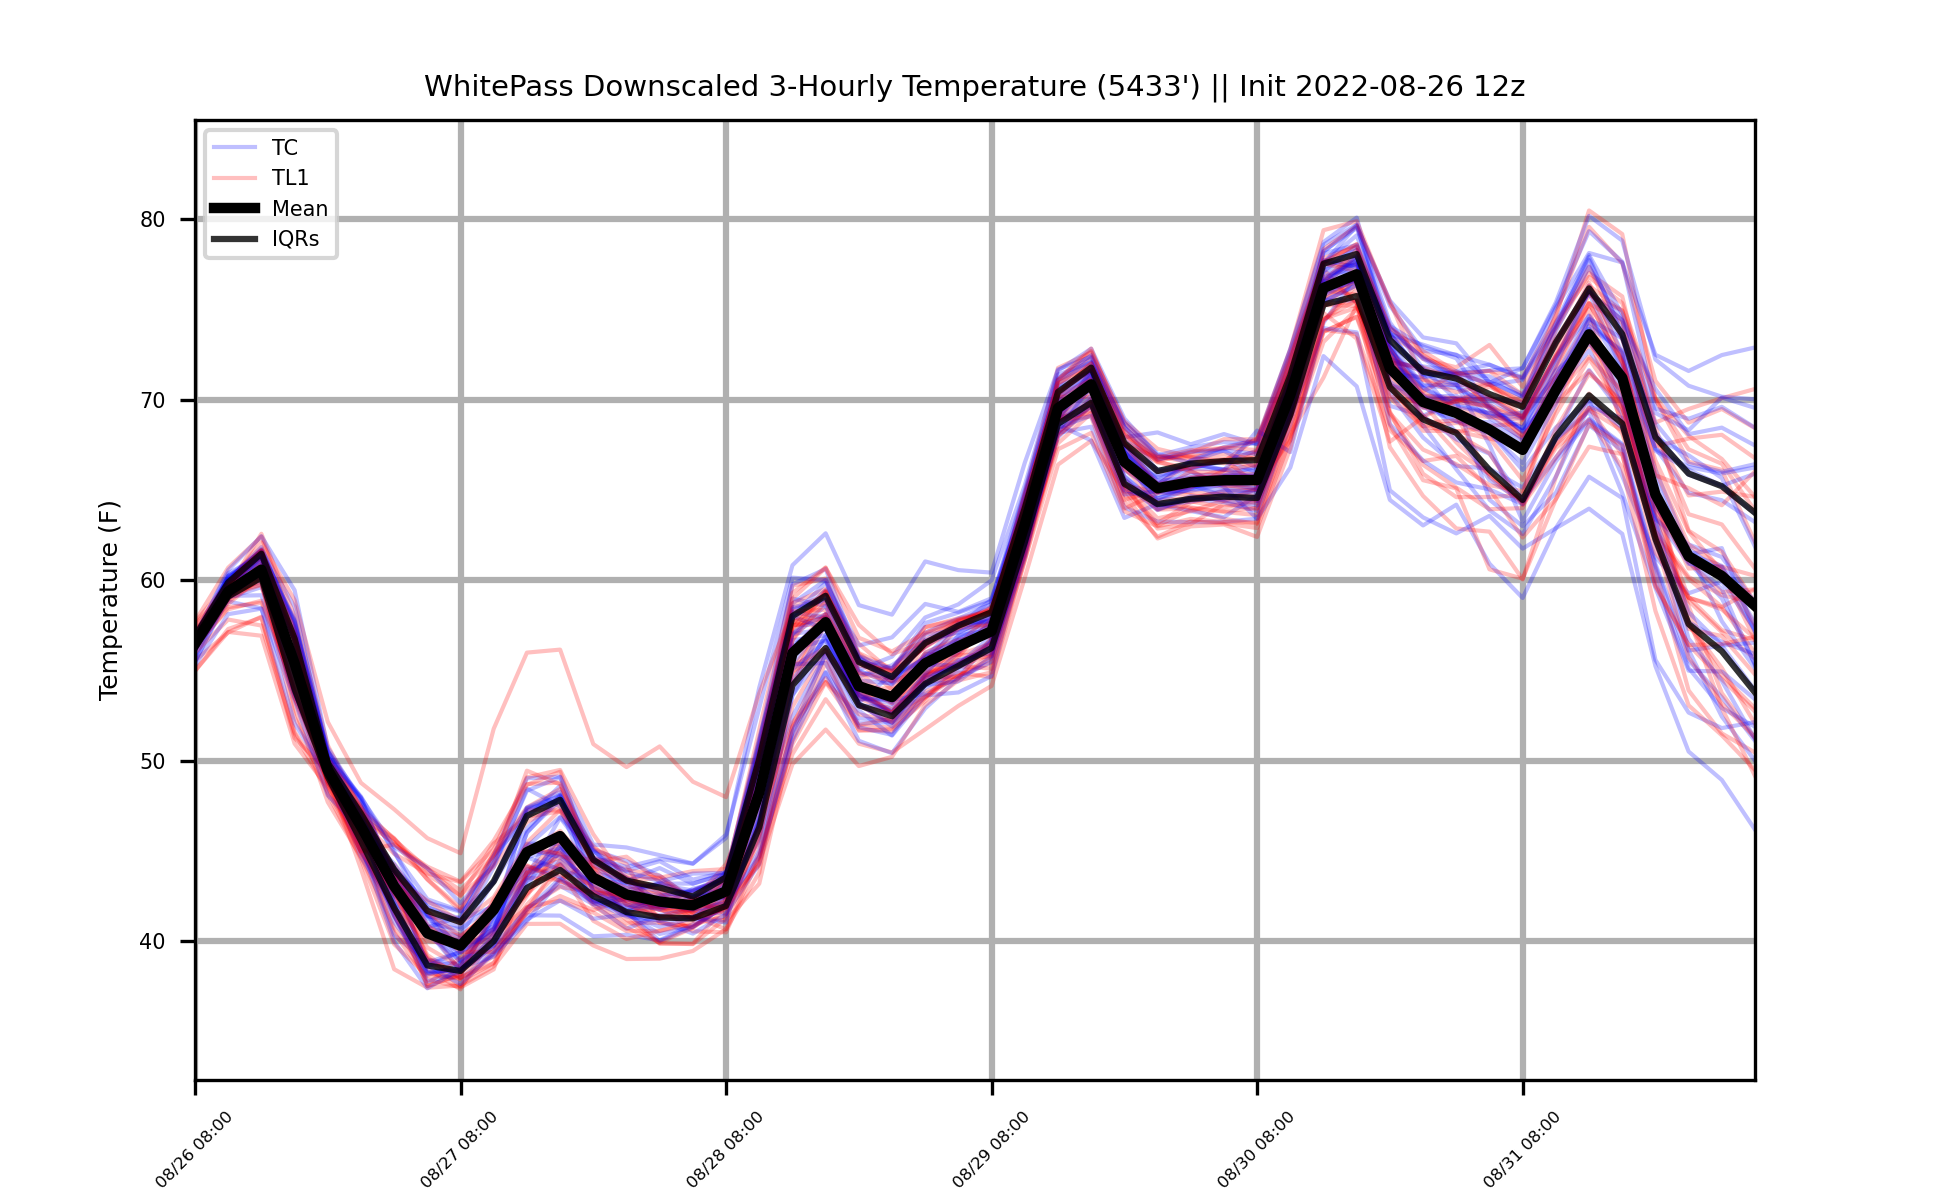 WhitePass Downscaled 3-Hourly Temperature (5433') || Init 2022-08-26 12z
TC
TL1
Mean
IQRs
Temperature (F)
80
70
60
50
40
08/26 08:00
08/27 08:00
08/28 08:00
08/29 08:00
08/30 08:00
08/31 08:00